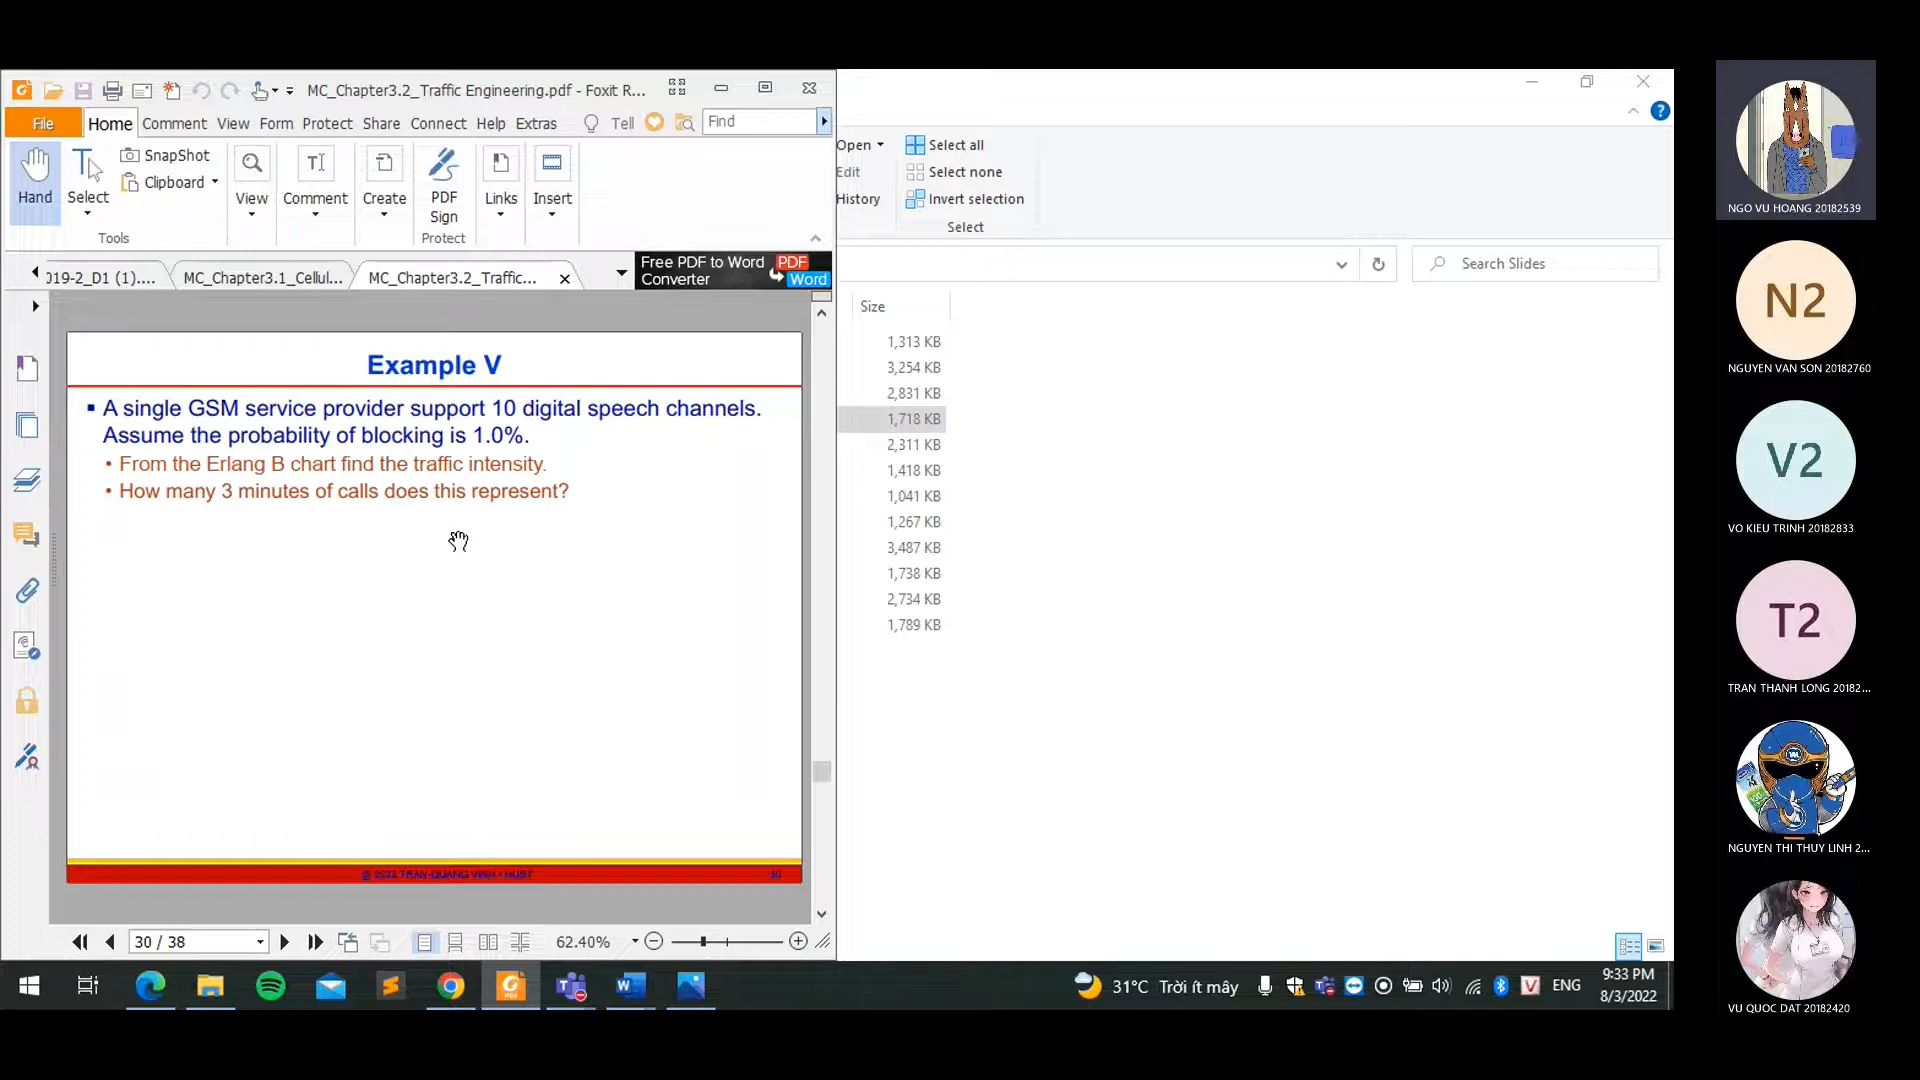 MC_Chapter3.2_Traffic Engineering.pdf - Foxit R...
File Home Comment View Form Protect Share Connect Help Extras Tell Find
Hand
Select
SnapShot
Clipboard
View
Comment
Create
PDF
Sign
Links
Insert
Tools
Protect
019-2_D1 (1)....
MC_Chapter3.1_Cellul...
MC_Chapter3.2_Traffic...
Free PDF to Word
Converter
PDF
Word
Example V
A single GSM service provider support 10 digital speech channels.
Assume the probability of blocking is 1.0%.
• From the Erlang B chart find the traffic intensity.
• How many 3 minutes of calls does this represent?
@ 2022 TRAN-QUANG VINH • HUST
30
30 / 38
62.40%
Open
Edit
History
Select all
Select none
Invert selection
Select
Search Slides
Size
1,313 KB
3,254 KB
2,831 KB
1,718 KB
2,311 KB
1,418 KB
1,041 KB
1,267 KB
3,487 KB
1,738 KB
2,734 KB
1,789 KB
31°C Trời ít mây
ENG
9:33 PM
8/3/2022
NGO VU HOANG 20182539
N2
NGUYEN VAN SON 20182760
V2
VO KIEU TRINH 20182833
T2
TRAN THANH LONG 20182...
NGUYEN THI THUY LINH 2...
VU QUOC DAT 20182420